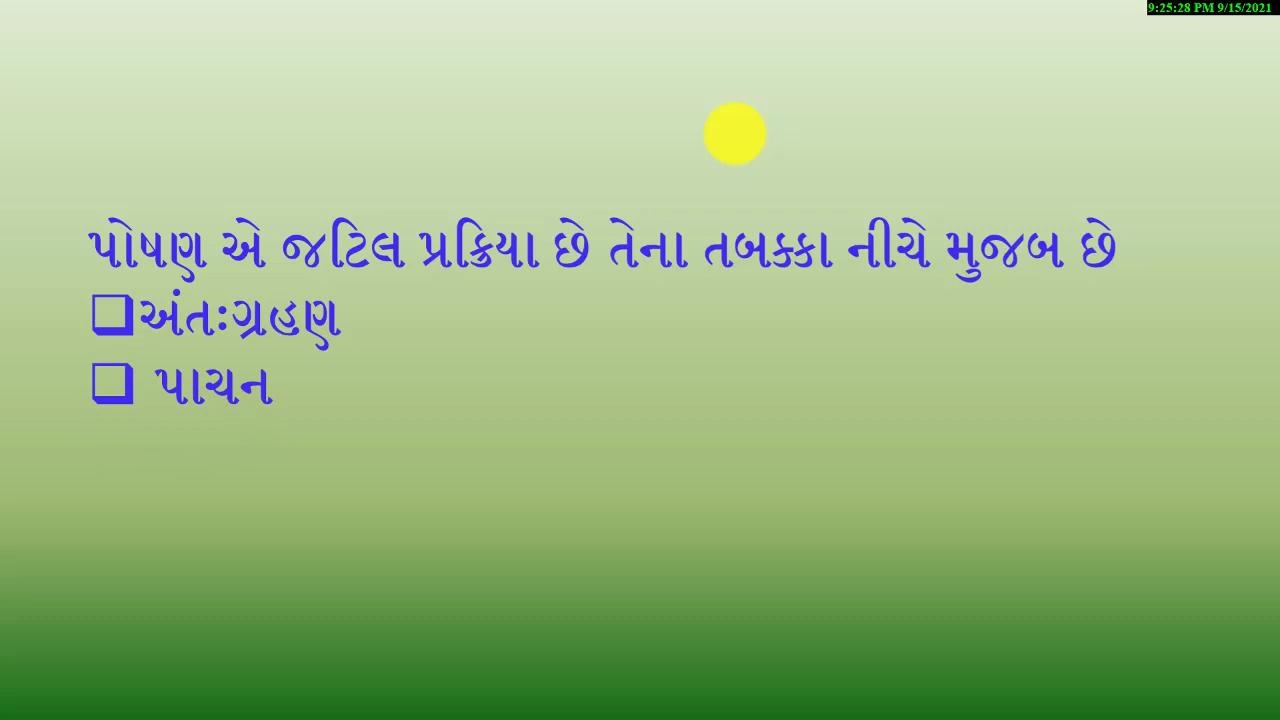 9:25:28 PM 9/15/2021
પોષણ એ જટિલ પ્રક્રિયા છે તેના તબક્કા નીચે મુજબ છે
❑અંતઃગ્રહણ
❑ પાચન